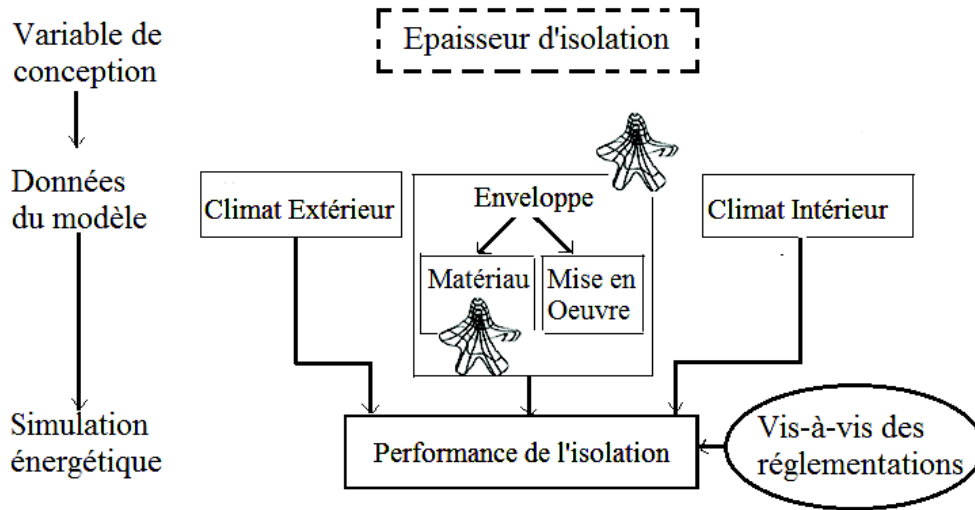 Variable de
conception
Epaisseur d'isolation
Données
du modèle
Climat Extérieur
Enveloppe
Climat Intérieur
Matériau
Mise en
Oeuvre
Simulation
énergétique
Performance de l'isolation
Vis-à-vis des
réglementations